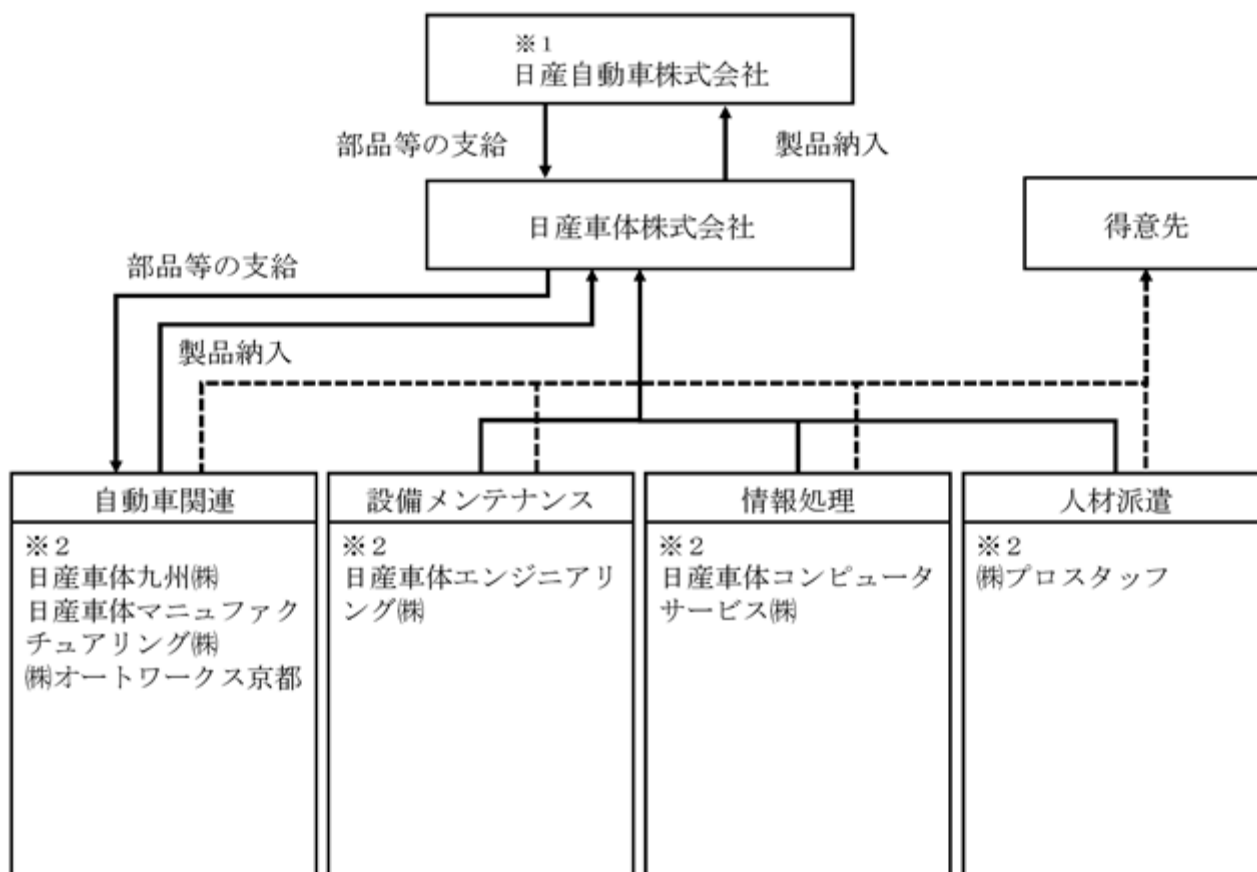 ※1
日産自動車株式会社
部品等の支給
製品納入
日産車体株式会社
得意先
部品等の支給
製品納入
自動車関連
※2
日産車体九州㈱
日産車体マニュファク
チュアリング㈱
㈱オートワークス京都
設備メンテナンス
※2
日産車体エンジニアリ
ング㈱
情報処理
※2
日産車体コンピュータ
サービス㈱
人材派遣
※2
㈱プロスタッフ